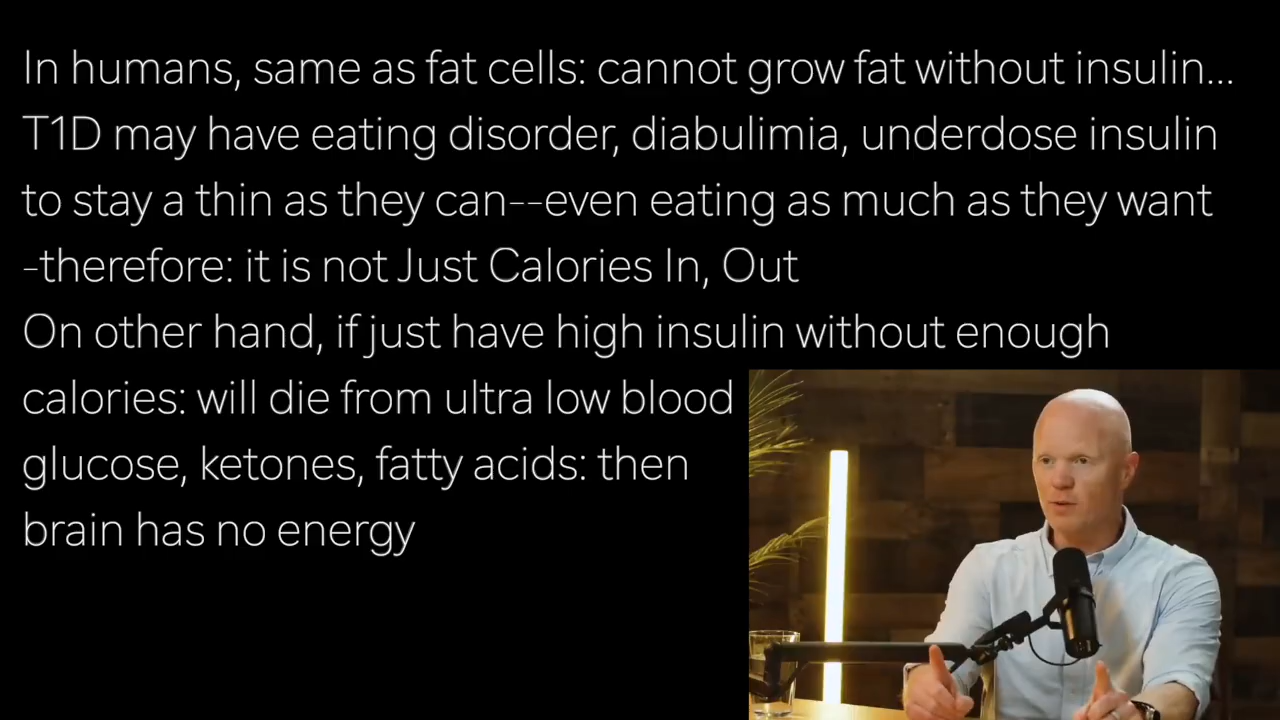 In humans, same as fat cells: cannot grow fat without insulin...
T1D may have eating disorder, diabulimia, underdose insulin
to stay a thin as they can--even eating as much as they want
-therefore: it is not Just Calories In, Out
On other hand, if just have high insulin without enough
calories: will die from ultra low blood
glucose, ketones, fatty acids: then
brain has no energy